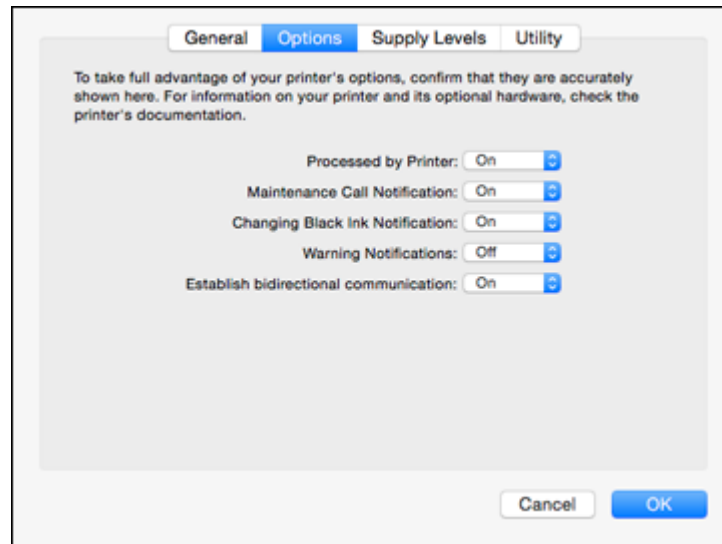 General Options Supply Levels Utility
To take full advantage of your printer's options, confirm that they are accurately
shown here. For information on your printer and its optional hardware, check the
printer's documentation.
Processed by Printer: On
Maintenance Call Notification: On
Changing Black Ink Notification: On
Warning Notifications: Off
Establish bidirectional communication: On
Cancel OK